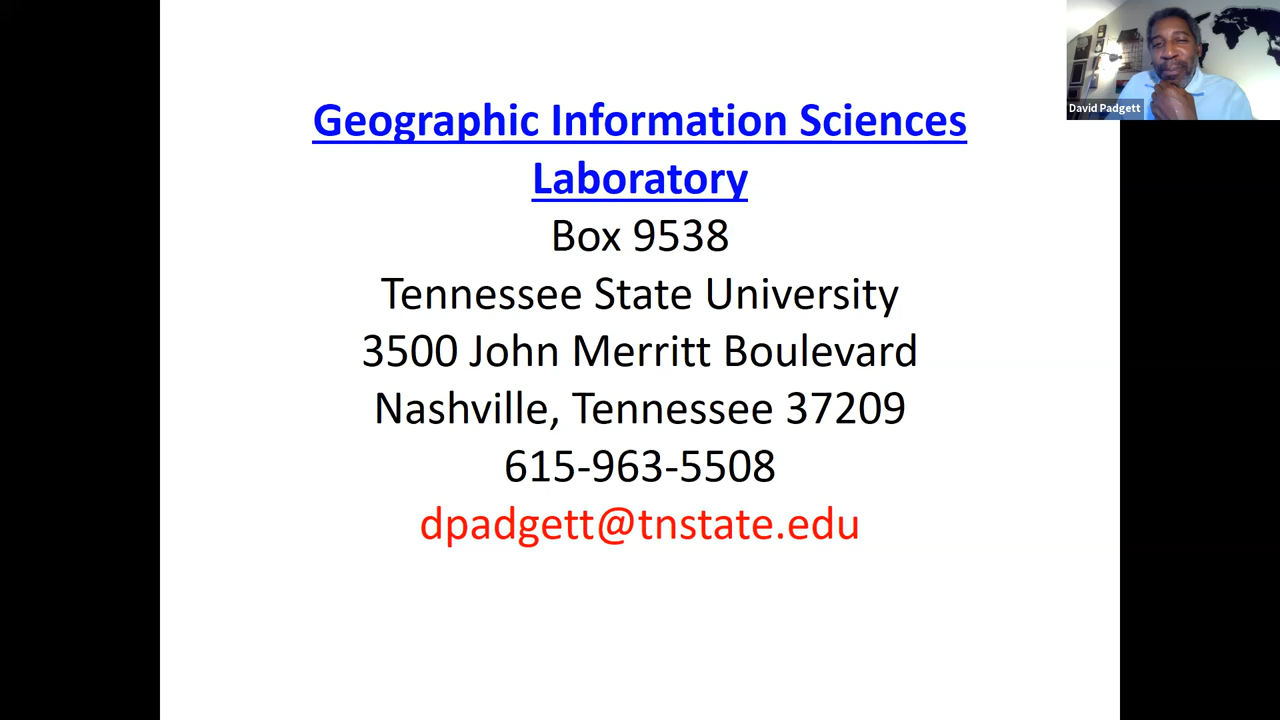 Geographic Information Sciences
Laboratory
Box 9538
Tennessee State University
3500 John Merritt Boulevard
Nashville, Tennessee 37209
615-963-5508
dpadgett@tnstate.edu
David Padgett